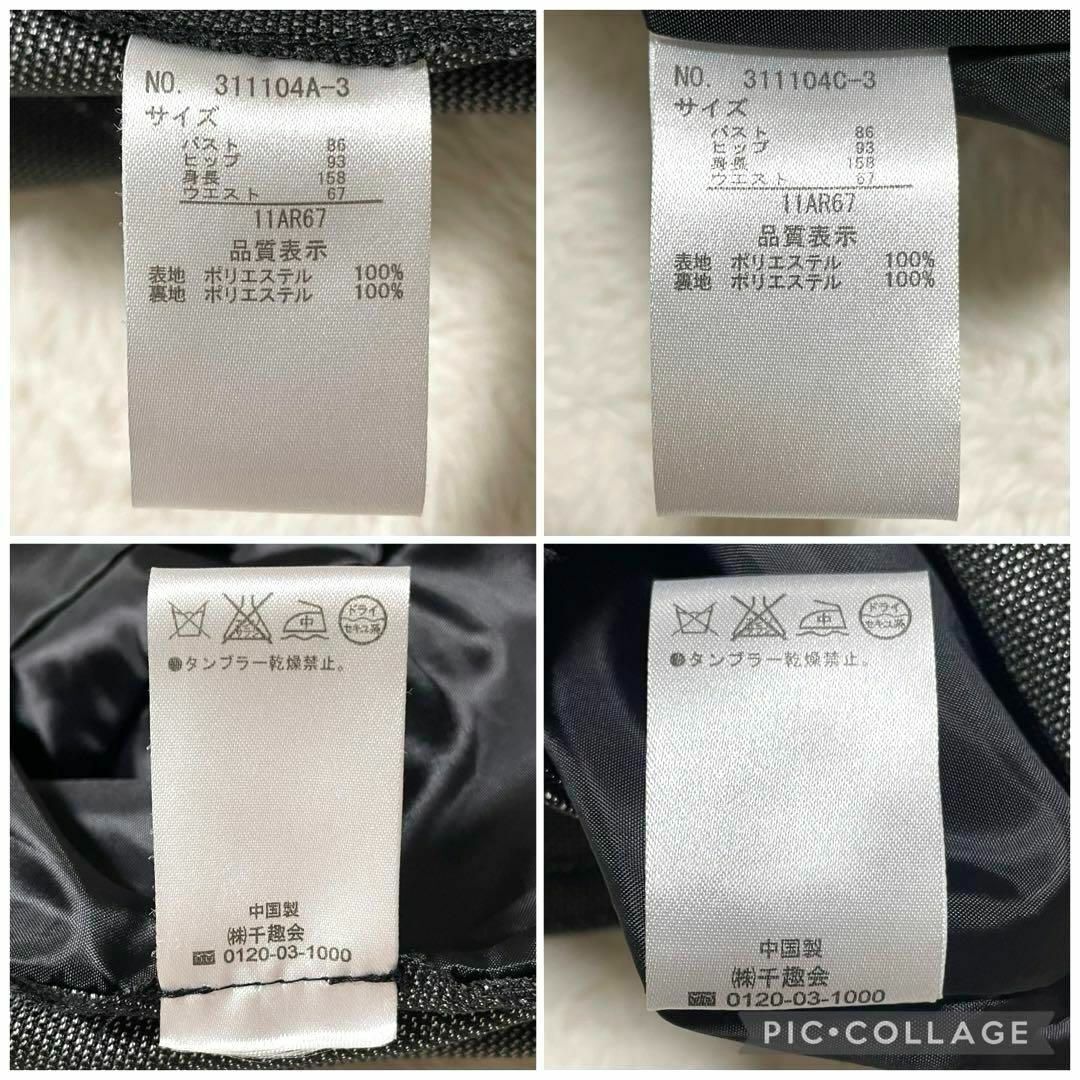 NO. 311104A-3
サイズ
バスト 86
ヒップ 93
身長 158
ウエスト 67
11AR67
品質表示
表地 ポリエステル 100%
裏地 ポリエステル 100%
NO. 311104C-3
サイズ
バスト 86
ヒップ 93
身長 158
ウエスト 67
11AR67
品質表示
表地 ポリエステル 100%
裏地 ポリエステル 100%
中 ドライ
セキユ系
●タンブラー乾燥禁止。
中国製
㈱千趣会
0120-03-1000
中 ドライ
セキユ系
●タンブラー乾燥禁止。
中国製
㈱千趣会
0120-03-1000
PIC•COLLAGE